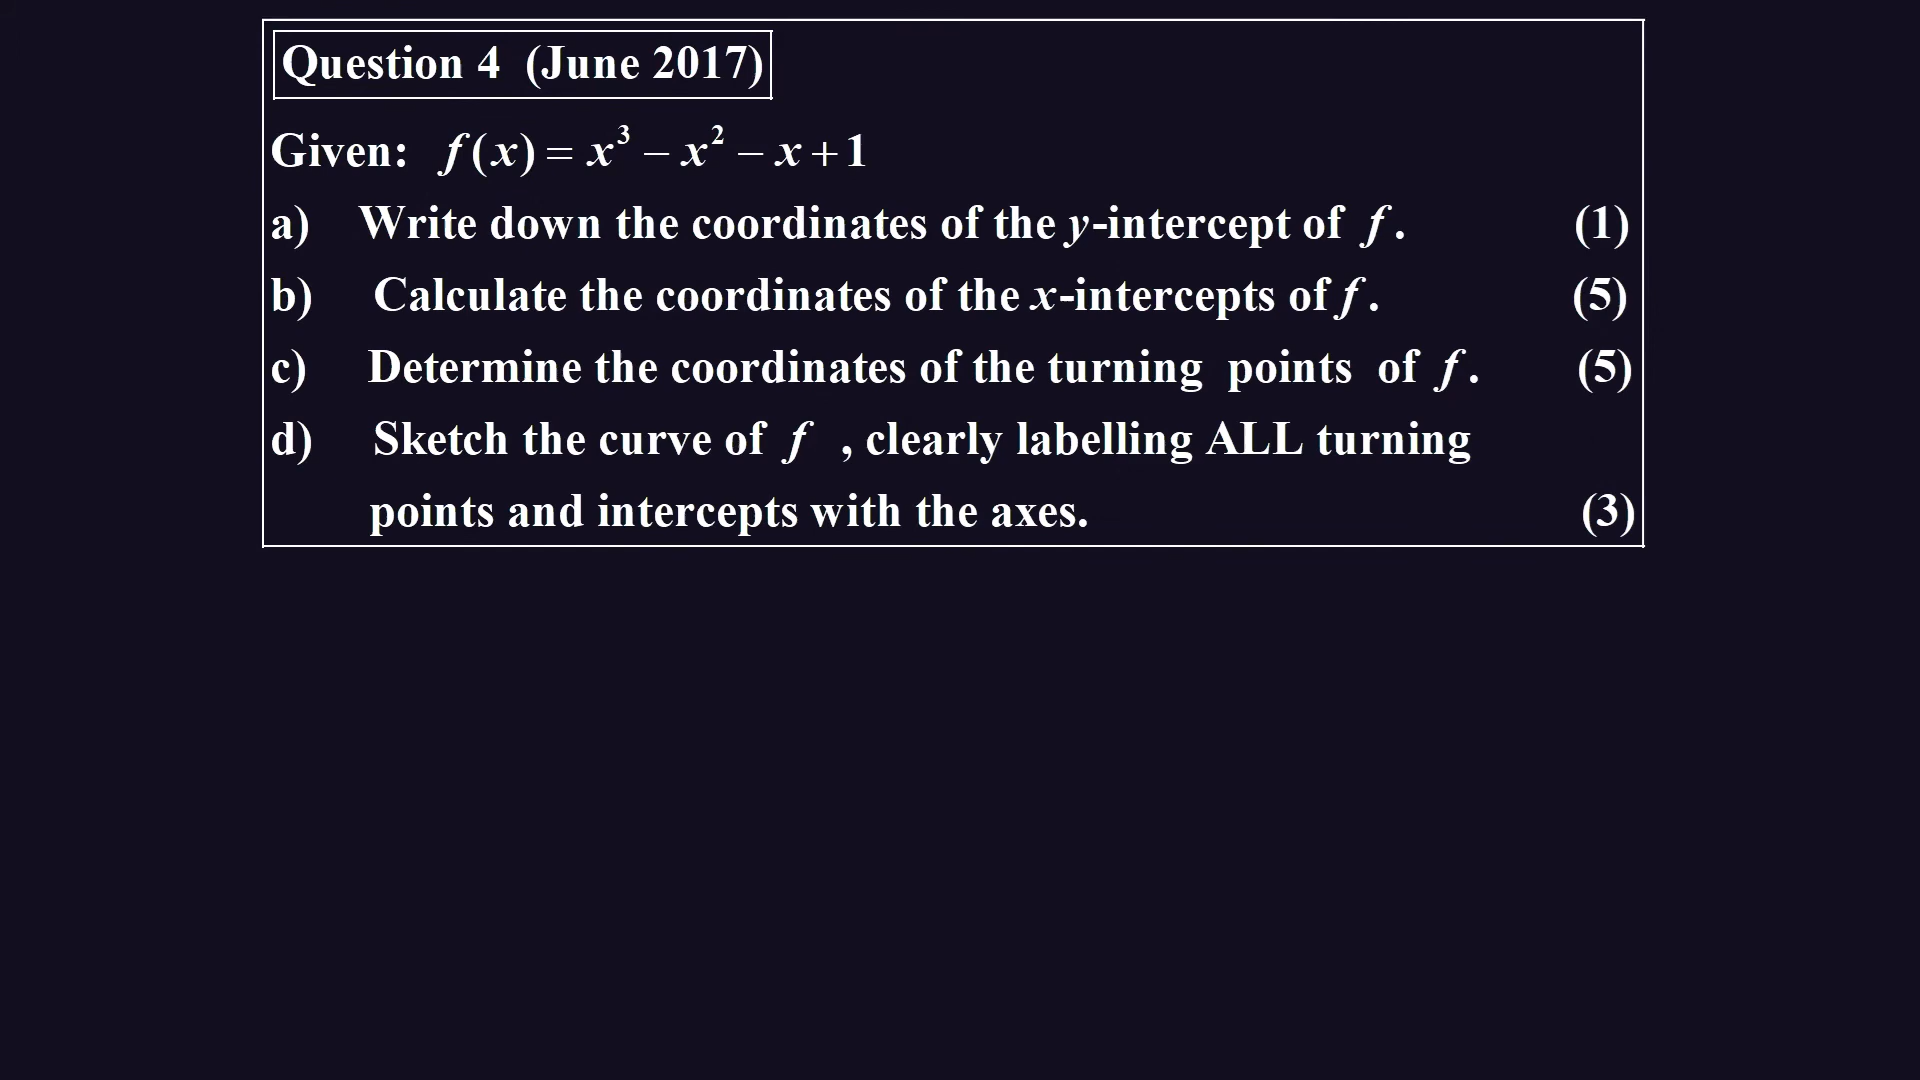 Question 4 (June 2017)
Given: f(x) = x³ – x² – x + 1
a) Write down the coordinates of the y-intercept of f. (1)
b) Calculate the coordinates of the x-intercepts of f. (5)
c) Determine the coordinates of the turning points of f. (5)
d) Sketch the curve of f , clearly labelling ALL turning
points and intercepts with the axes. (3)